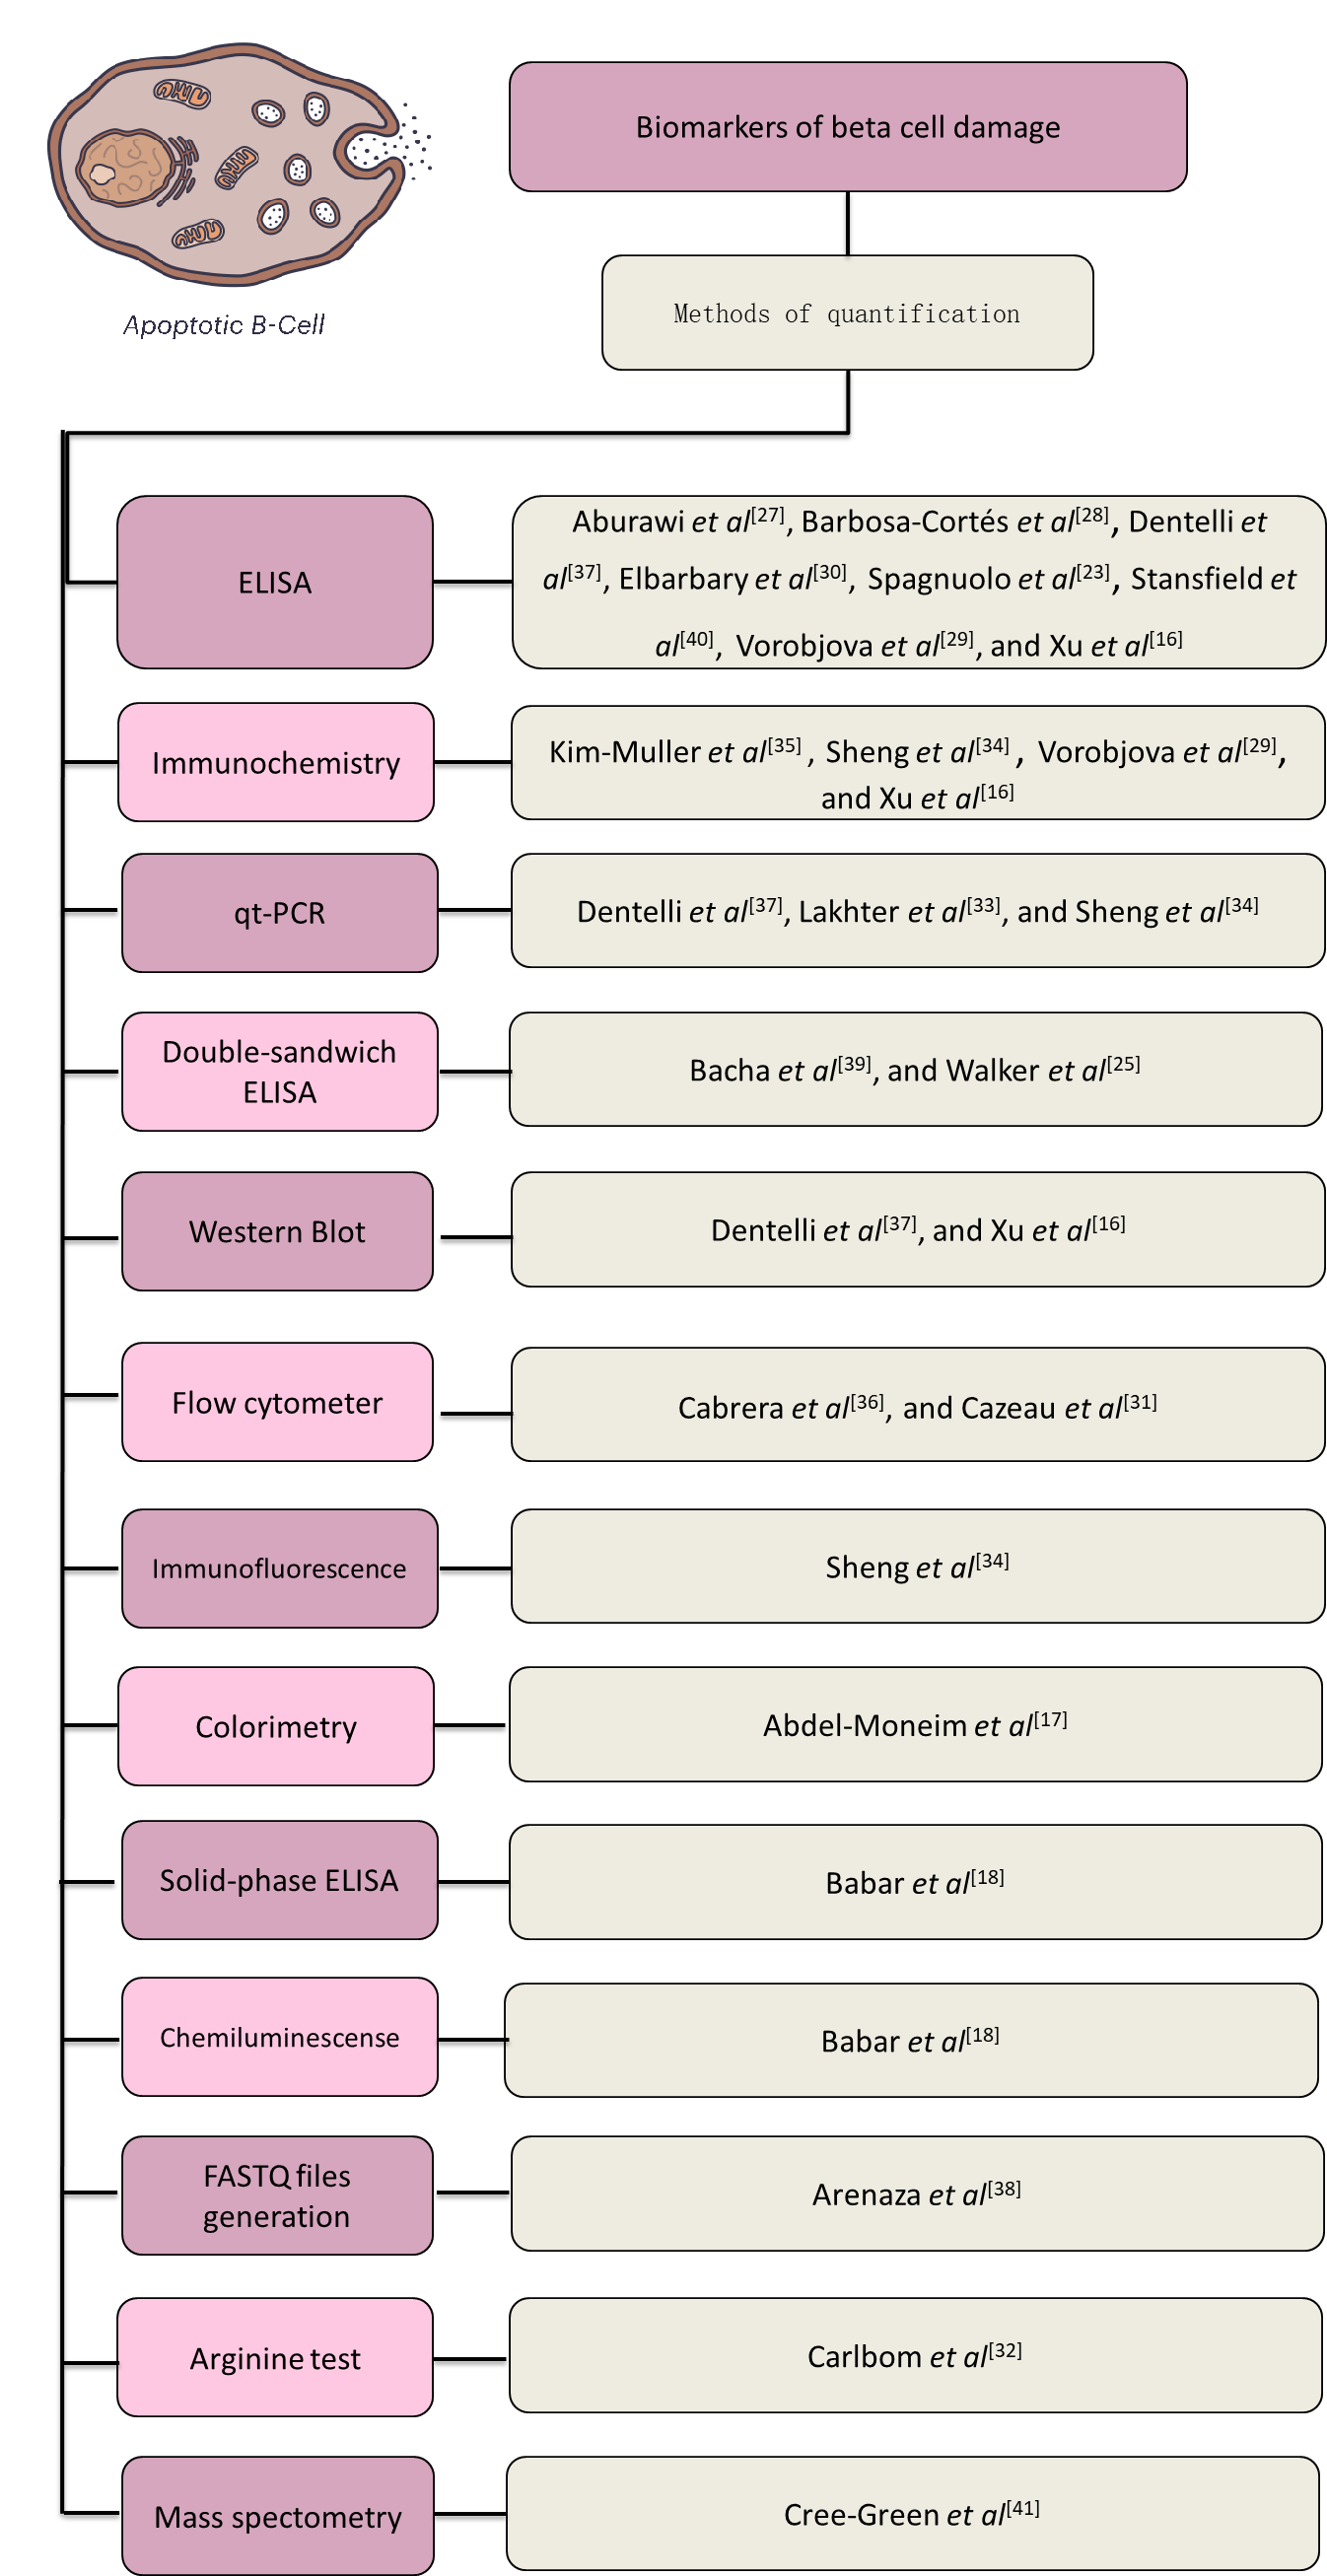 Biomarkers of beta cell damage
Methods of quantification
Apoptotic B-Cell
ELISA
Aburawi et al[27], Barbosa-Cortés et al[28], Dentelli et
al[37], Elbarbary et al[30], Spagnuolo et al[23], Stansfield et
al[40], Vorobjova et al[29], and Xu et al[16]
Immunochemistry
Kim-Muller et al[35], Sheng et al[34], Vorobjova et al[29],
and Xu et al[16]
qt-PCR
Dentelli et al[37], Lakhter et al[33], and Sheng et al[34]
Double-sandwich
ELISA
Bacha et al[39], and Walker et al[25]
Western Blot
Dentelli et al[37], and Xu et al[16]
Flow cytometer
Cabrera et al[36], and Cazeau et al[31]
Immunofluorescence
Sheng et al[34]
Colorimetry
Abdel-Moneim et al[17]
Solid-phase ELISA
Babar et al[18]
Chemiluminescense
Babar et al[18]
FASTQ files
generation
Arenaza et al[38]
Arginine test
Carlbom et al[32]
Mass spectometry
Cree-Green et al[41]